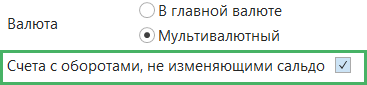 В главной валюте
Валюта
Мультивалютный
Счета с оборотами, не изменяющими сальдо